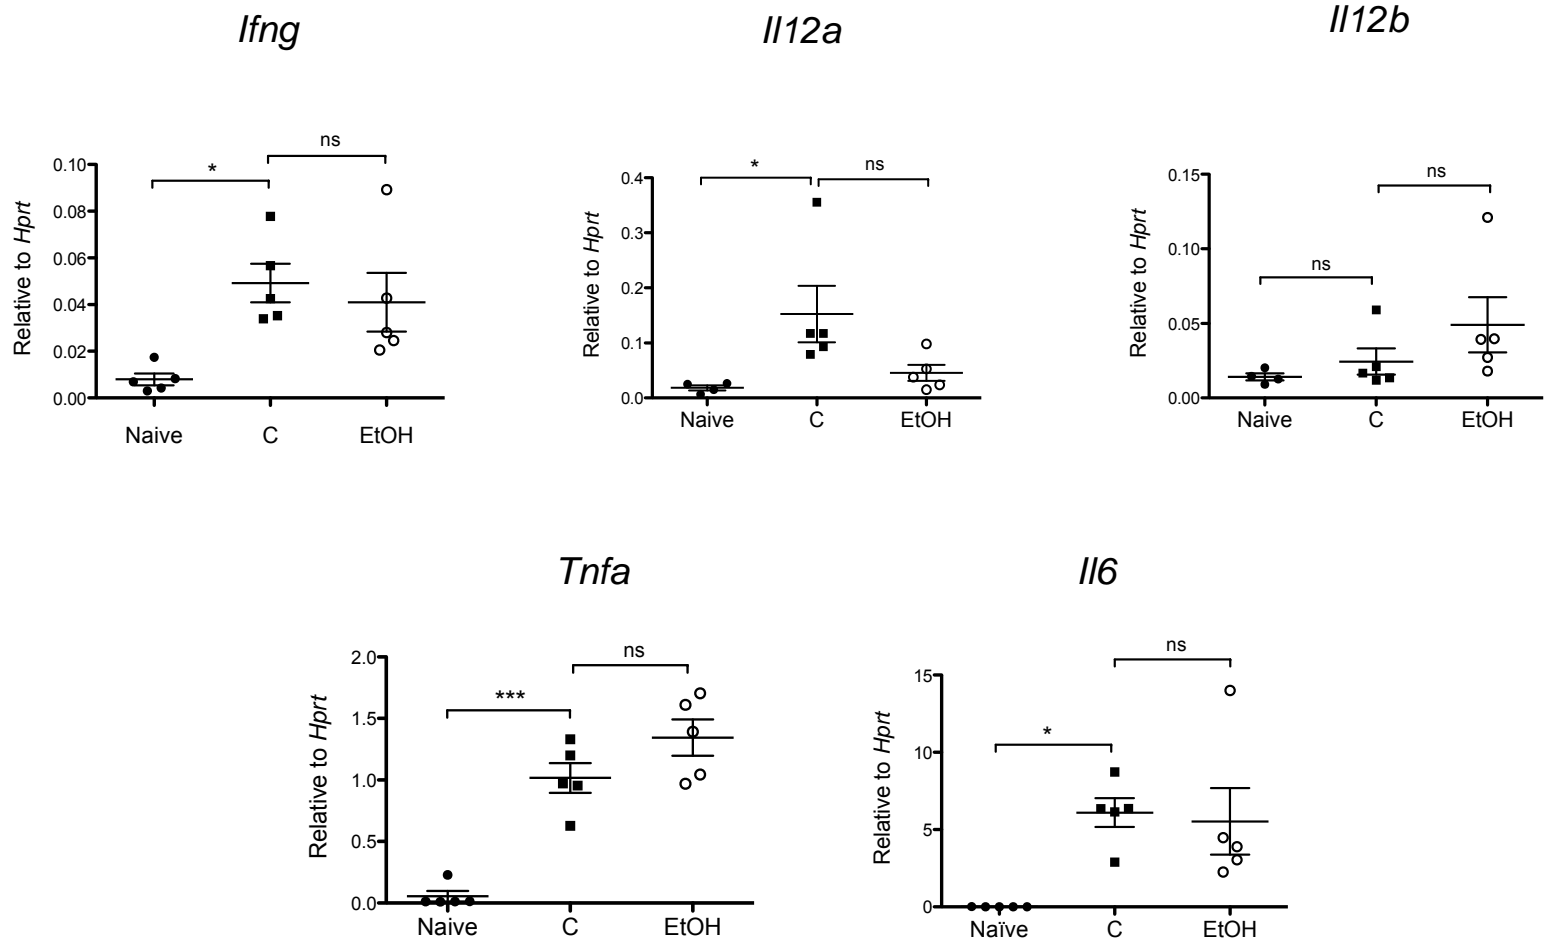 Ifng
ns
*
0.10
0.08
0.06
0.04
0.02
0.00
Relative to Hprt
Naive C EtOH
Il12a
* ns
0.4
0.3
0.2
0.1
0.0
Relative to Hprt
Naive C EtOH
Il12b
ns
ns
0.15
0.10
0.05
0.00
Relative to Hprt
Naive C EtOH
Tnfa
ns
***
2.0
1.5
1.0
0.5
0.0
Relative to Hprt
Naive C EtOH
Il6
ns
*
15
10
5
0
Relative to Hprt
Naïve C EtOH